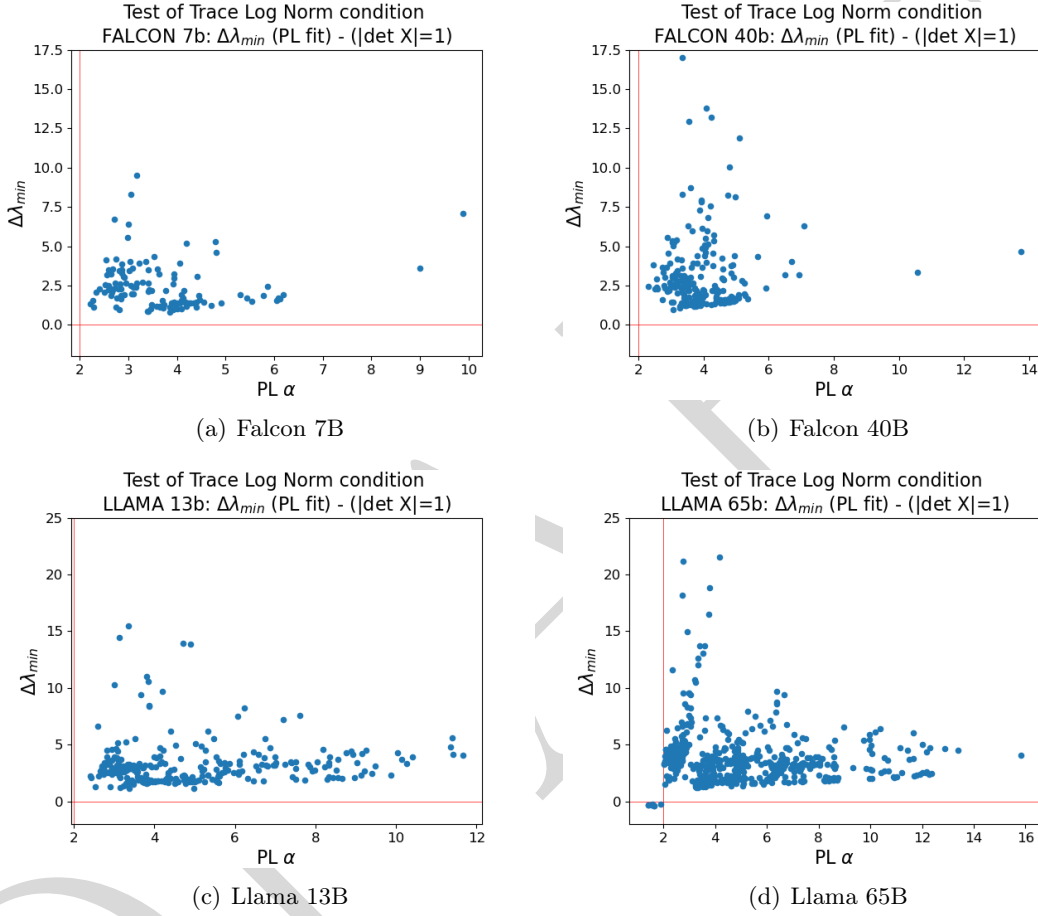 Test of Trace Log Norm condition
FALCON 7b: Δλmin (PL fit) - (|det X|=1)
17.5
15.0
12.5
10.0
7.5
5.0
2.5
0.0
Δλmin
2 3 4 5 6 7 8 9 10
PL α
(a) Falcon 7B
Test of Trace Log Norm condition
FALCON 40b: Δλmin (PL fit) - (|det X|=1)
17.5
15.0
12.5
10.0
7.5
5.0
2.5
0.0
Δλmin
2 4 6 8 10 12 14
PL α
(b) Falcon 40B
Test of Trace Log Norm condition
LLAMA 13b: Δλmin (PL fit) - (|det X|=1)
25
20
15
10
5
0
Δλmin
2 4 6 8 10 12
PL α
(c) Llama 13B
Test of Trace Log Norm condition
LLAMA 65b: Δλmin (PL fit) - (|det X|=1)
25
20
15
10
5
0
Δλmin
2 4 6 8 10 12 14 16
PL α
(d) Llama 65B